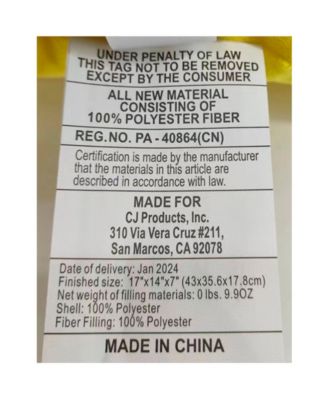 UNDER PENALTY OF LAW
THIS TAG NOT TO BE REMOVED
EXCEPT BY THE CONSUMER
ALL NEW MATERIAL
CONSISTING OF
100% POLYESTER FIBER
REG.NO. PA - 40864(CN)
Certification is made by the manufacturer
that the materials in this article are
described in accordance with law.
MADE FOR
CJ Products, Inc.
310 Via Vera Cruz #211,
San Marcos, CA 92078
Date of delivery: Jan 2024
Finished size: 17"x14"x7" (43x35.6x17.8cm)
Net weight of filling materials: 0 lbs. 9.9OZ
Shell: 100% Polyester
Fiber Filling: 100% Polyester
MADE IN CHINA